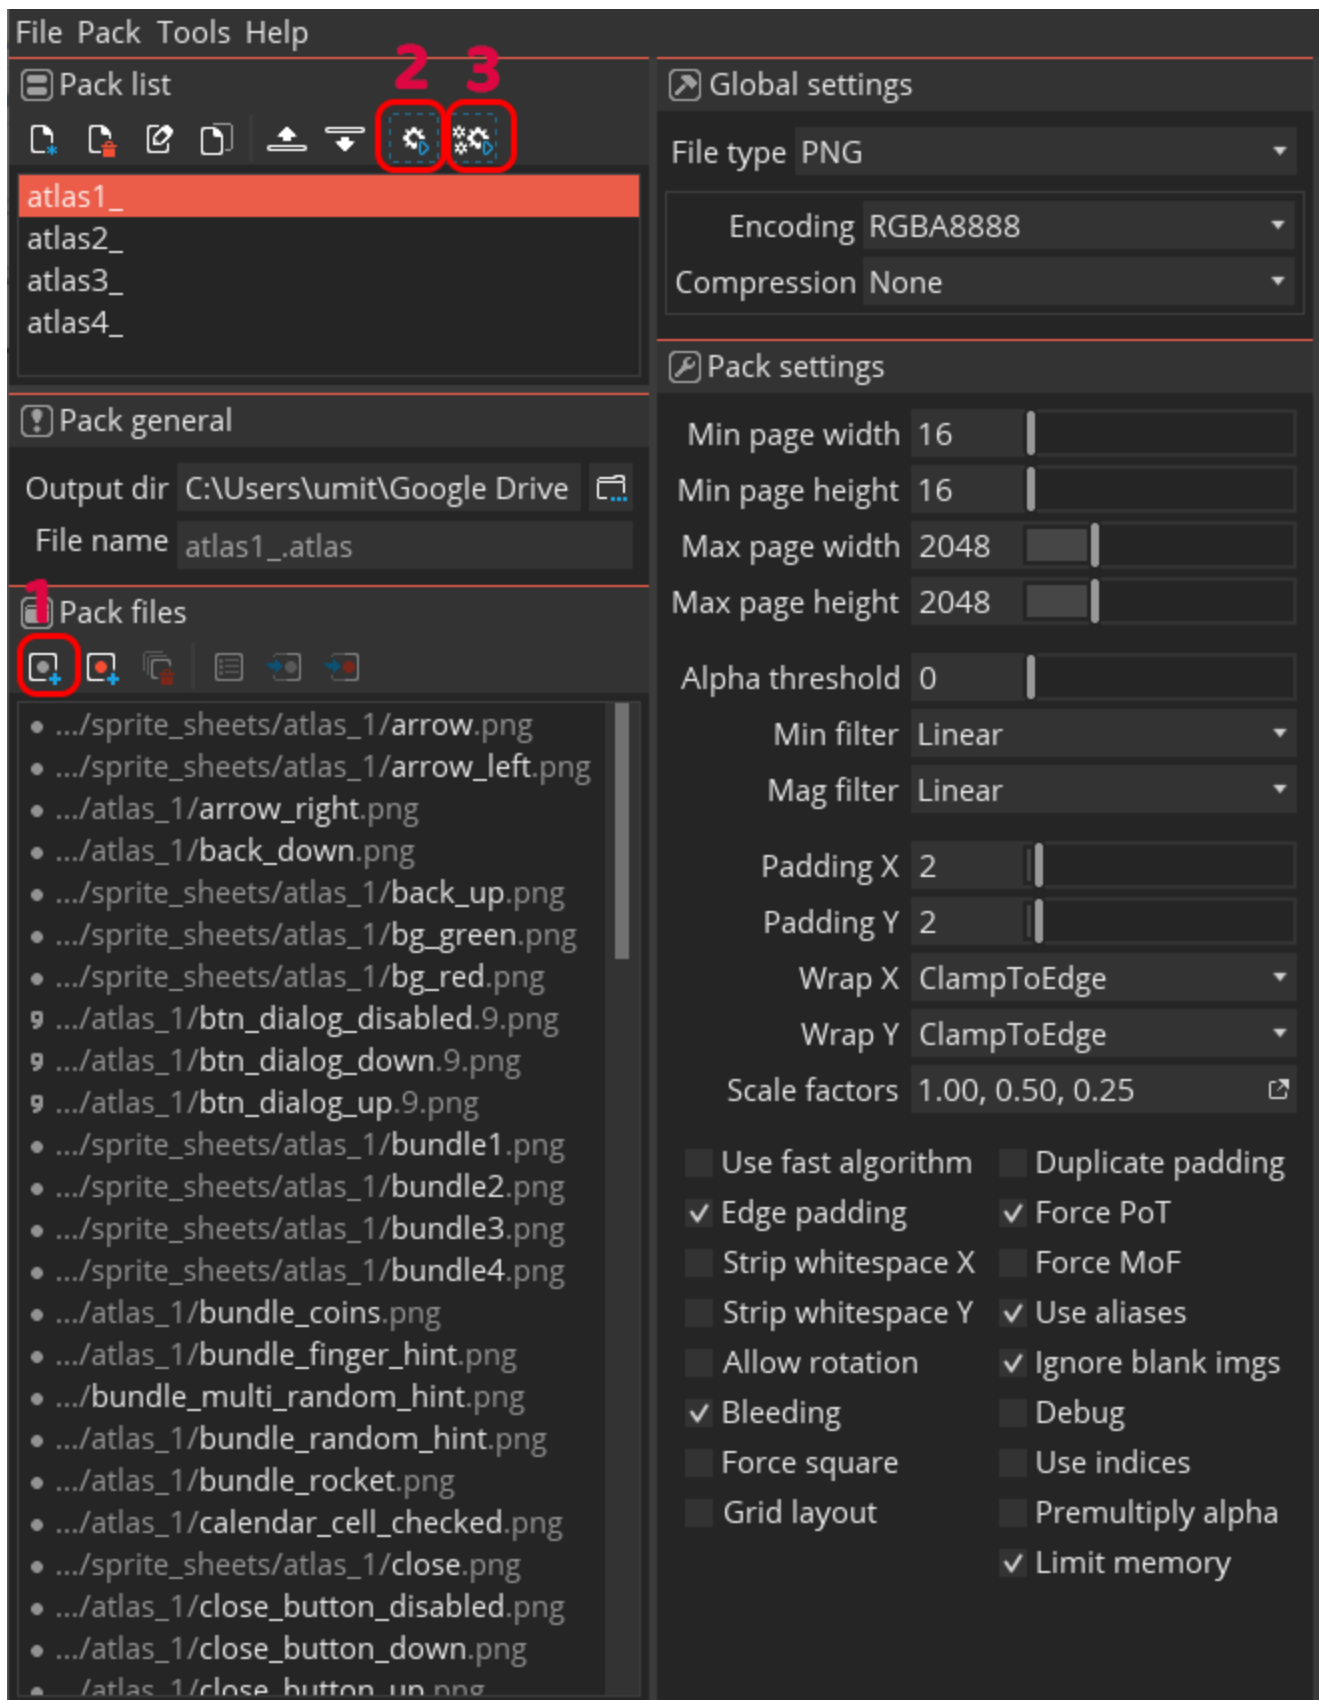 File Pack Tools Help
2 3
Pack list
atlas1_
atlas2_
atlas3_
atlas4_
Pack general
Output dir C:\Users\umit\Google Drive
File name atlas1_.atlas
1
Pack files
.../sprite_sheets/atlas_1/arrow.png
.../sprite_sheets/atlas_1/arrow_left.png
.../atlas_1/arrow_right.png
.../atlas_1/back_down.png
.../sprite_sheets/atlas_1/back_up.png
.../sprite_sheets/atlas_1/bg_green.png
.../sprite_sheets/atlas_1/bg_red.png
9 .../atlas_1/btn_dialog_disabled.9.png
9 .../atlas_1/btn_dialog_down.9.png
9 .../atlas_1/btn_dialog_up.9.png
.../sprite_sheets/atlas_1/bundle1.png
.../sprite_sheets/atlas_1/bundle2.png
.../sprite_sheets/atlas_1/bundle3.png
.../sprite_sheets/atlas_1/bundle4.png
.../atlas_1/bundle_coins.png
.../atlas_1/bundle_finger_hint.png
.../bundle_multi_random_hint.png
.../atlas_1/bundle_random_hint.png
.../atlas_1/bundle_rocket.png
.../atlas_1/calendar_cell_checked.png
.../sprite_sheets/atlas_1/close.png
.../atlas_1/close_button_disabled.png
.../atlas_1/close_button_down.png
.../atlas_1/close_button_up.png
Global settings
File type PNG
Encoding RGBA8888
Compression None
Pack settings
Min page width 16
Min page height 16
Max page width 2048
Max page height 2048
Alpha threshold 0
Min filter Linear
Mag filter Linear
Padding X 2
Padding Y 2
Wrap X ClampToEdge
Wrap Y ClampToEdge
Scale factors 1.00, 0.50, 0.25
Use fast algorithm Duplicate padding
Edge padding Force PoT
Strip whitespace X Force MoF
Strip whitespace Y Use aliases
Allow rotation Ignore blank imgs
Bleeding Debug
Force square Use indices
Grid layout Premultiply alpha
Limit memory